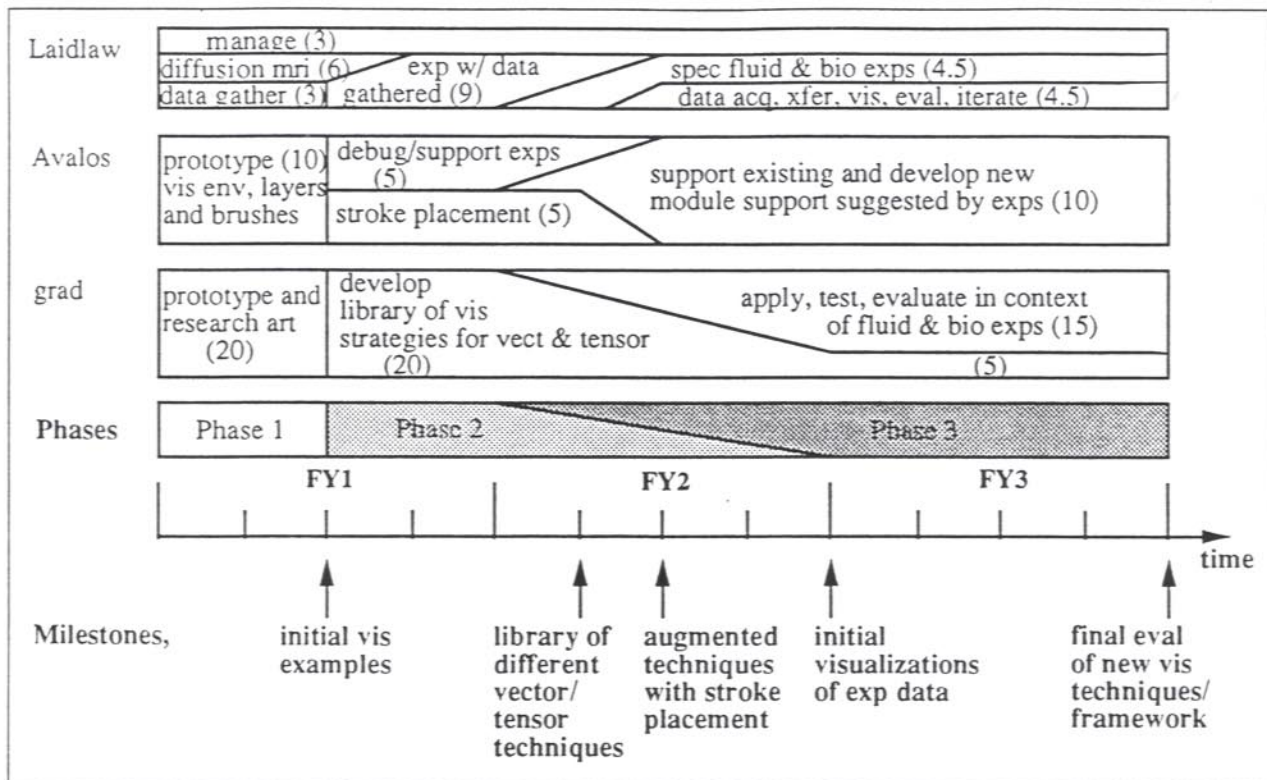 Laidlaw
manage (3)
diffusion mri (6)
data gather (3)
exp w/ data
gathered (9)
spec fluid & bio exps (4.5)
data acq, xfer, vis, eval, iterate (4.5)
Avalos
prototype (10)
vis env, layers
and brushes
debug/support exps
(5)
stroke placement (5)
support existing and develop new
module support suggested by exps (10)
grad
prototype and
research art
(20)
develop
library of vis
strategies for vect & tensor
(20)
apply, test, evaluate in context
of fluid & bio exps (15)
(5)
Phases
Phase 1
Phase 2
Phase 3
FY1
FY2
FY3
time
Milestones,
initial vis
examples
library of
different
vector/
tensor
techniques
augmented
techniques
with stroke
placement
initial
visualizations
of exp data
final eval
of new vis
techniques/
framework